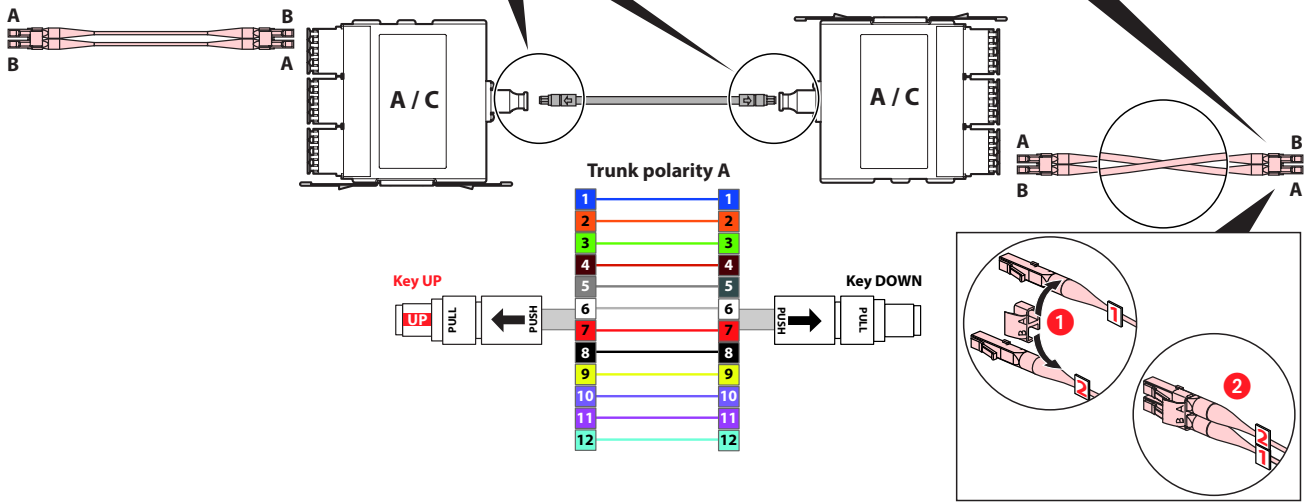 A B
B A
A / C
A / C
A B
B A
Trunk polarity A
1 1
2 2
3 3
4 4
5 5
6 6
7 7
8 8
9 9
10 10
11 11
12 12
Key UP
UP PULL PUSH
Key DOWN
PUSH PULL
1
1
2
2
A
B
2
1